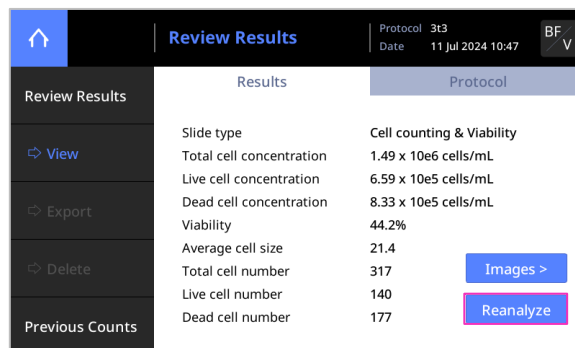 Review Results
Protocol 3t3
Date 11 Jul 2024 10:47
BF
V
Review Results
View
Export
Delete
Previous Counts
Results Protocol
Slide type Cell counting & Viability
Total cell concentration 1.49 x 10e6 cells/mL
Live cell concentration 6.59 x 10e5 cells/mL
Dead cell concentration 8.33 x 10e5 cells/mL
Viability 44.2%
Average cell size 21.4
Total cell number 317
Live cell number 140
Dead cell number 177
Images >
Reanalyze